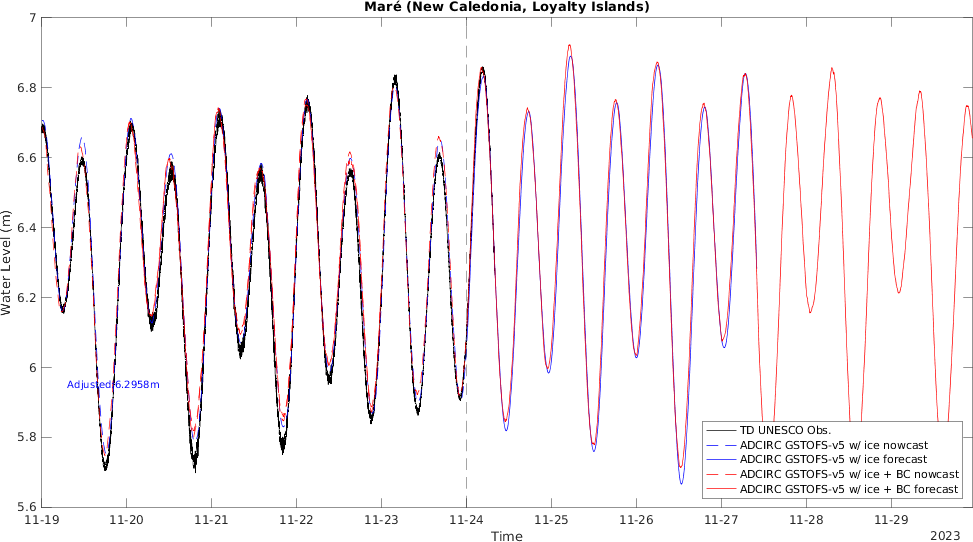 Maré (New Caledonia, Loyalty Islands)
7
6.8
6.6
6.4
6.2
6
5.8
5.6
Water Level (m)
Adjusted:6.2958m
TD UNESCO Obs.
ADCIRC GSTOFS-v5 w/ ice nowcast
ADCIRC GSTOFS-v5 w/ ice forecast
ADCIRC GSTOFS-v5 w/ ice + BC nowcast
ADCIRC GSTOFS-v5 w/ ice + BC forecast
11-19 11-20 11-21 11-22 11-23 11-24 11-25 11-26 11-27 11-28 11-29
Time
2023